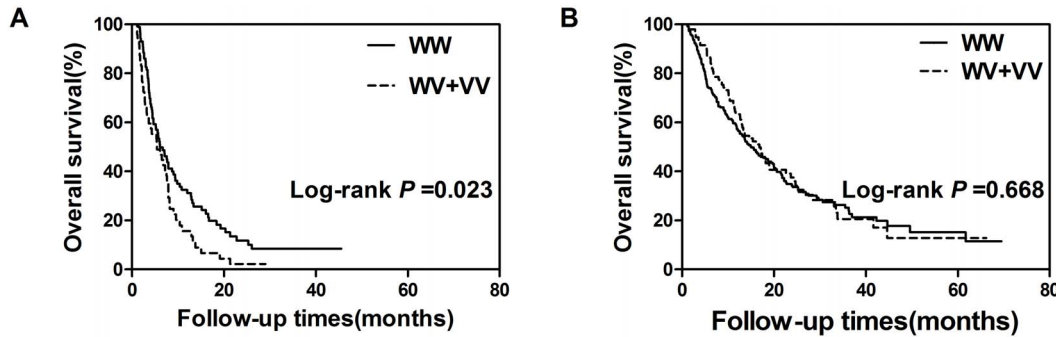 A
Overall survival(%)
100
80
60
40
20
0
WW
WV+VV
Log-rank P =0.023
0 20 40 60 80
Follow-up times(months)
B
Overall survival(%)
100
80
60
40
20
0
WW
WV+VV
Log-rank P =0.668
0 20 40 60 80
Follow-up times(months)